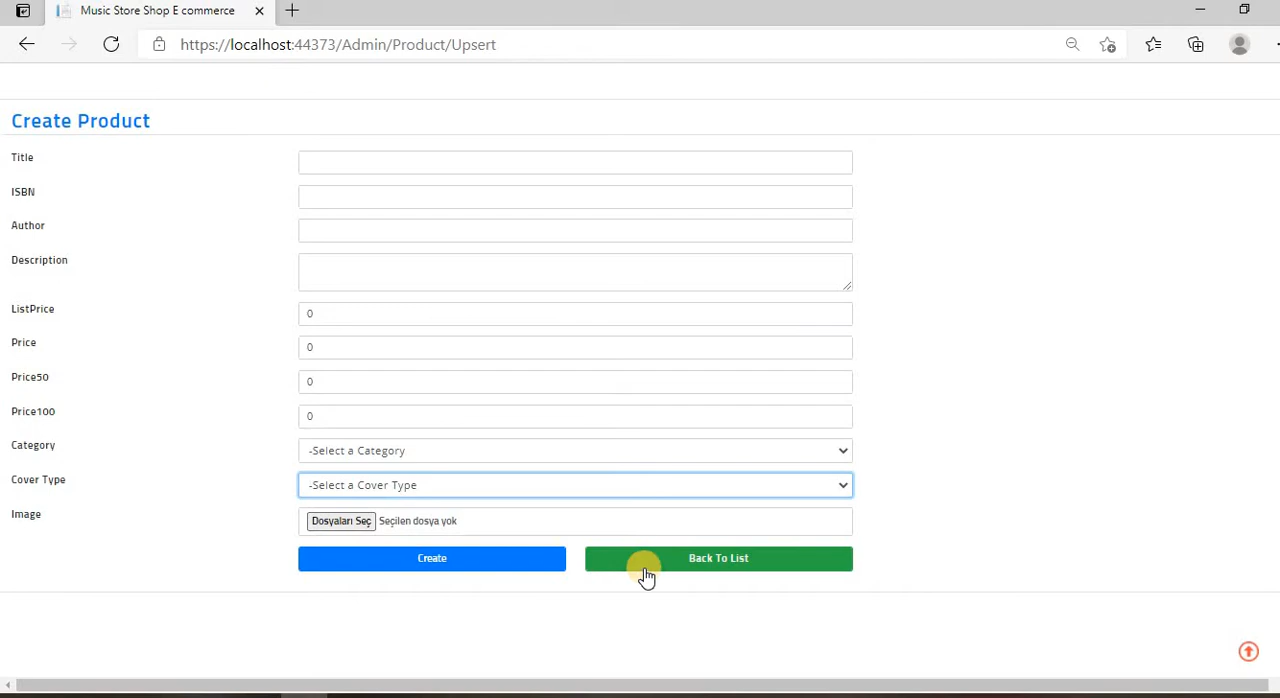 Music Store Shop E commerce
https://localhost:44373/Admin/Product/Upsert
Create Product
Title
ISBN
Author
Description
ListPrice
0
Price
0
Price50
0
Price100
0
Category
-Select a Category
Cover Type
-Select a Cover Type
Image
Dosyaları Seç Seçilen dosya yok
Create
Back To List